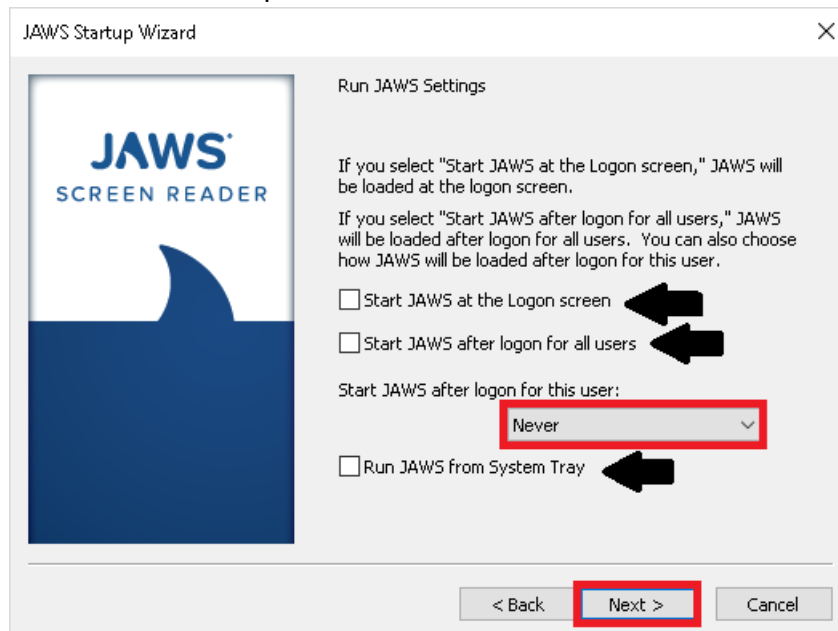 JAWS Startup Wizard
JAWS
SCREEN READER
Run JAWS Settings
If you select "Start JAWS at the Logon screen," JAWS will
be loaded at the logon screen.
If you select "Start JAWS after logon for all users," JAWS
will be loaded after logon for all users.  You can also choose
how JAWS will be loaded after logon for this user.
Start JAWS at the Logon screen
Start JAWS after logon for all users
Start JAWS after logon for this user:
Never
Run JAWS from System Tray
< Back
Next >
Cancel